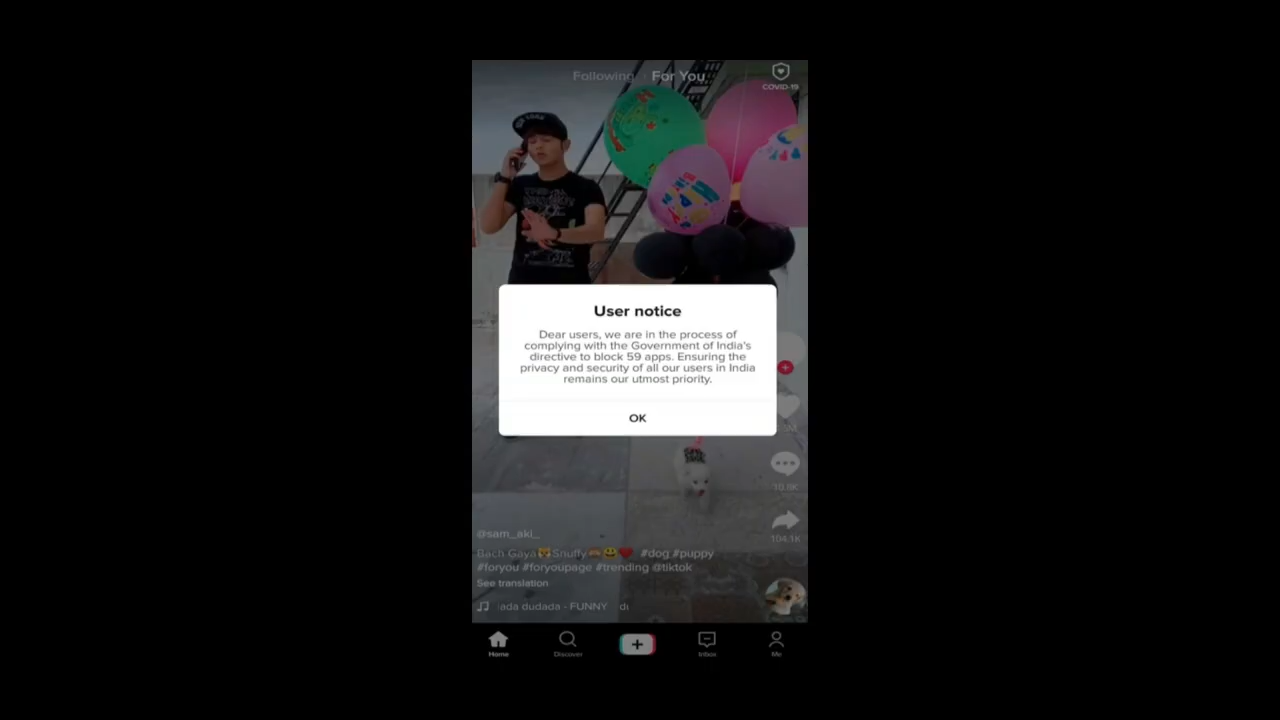 Following
For You
COVID-19
User notice
Dear users, we are in the process of
complying with the Government of India's
directive to block 59 apps. Ensuring the
privacy and security of all our users in India
remains our utmost priority.
OK
104.1K
@sam_aki_
Bach Gaya🐯Snuffy🙈😃❤️ #dog #puppy
#foryou #foryoupage #trending @tiktok
See translation
ada dudada - FUNNY
Home
Discover
Inbox
Me